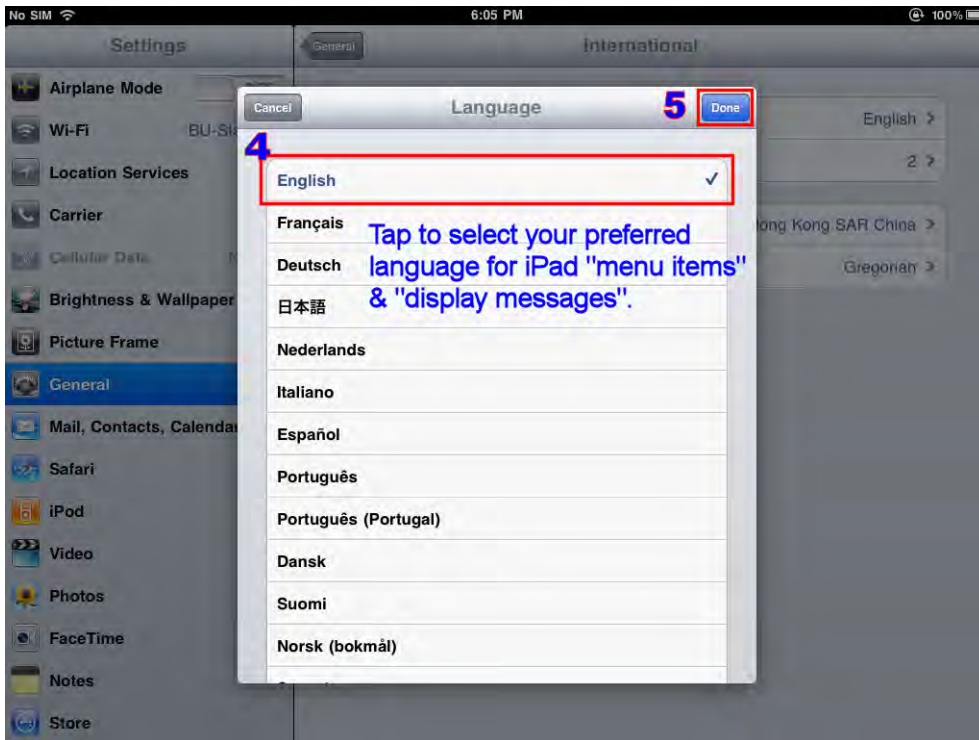 No SIM
6:05 PM
100%
Settings
General
International
Airplane Mode
Wi-Fi
Location Services
Carrier
Cellular Data
Brightness & Wallpaper
Picture Frame
General
Mail, Contacts,
Safari
iPod
Video
Photos
FaceTime
Notes
Store
Cancel
Language
5
Done
4
English
Français
Deutsch
日本語
Nederlands
Italiano
Español
Português
Português (Portugal)
Dansk
Suomi
Norsk (bokmål)
Tap to select your preferred
language for iPad "menu items"
& "display messages".
English
2
Kong SAR China
Gregorian